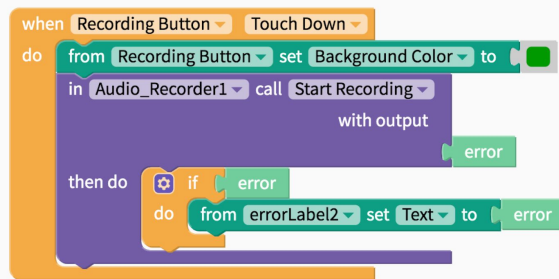 when Recording Button Touch Down
do from Recording Button set Background Color to
in Audio_Recorder1 call Start Recording
with output
error
then do if error
do from errorLabel2 set Text to error